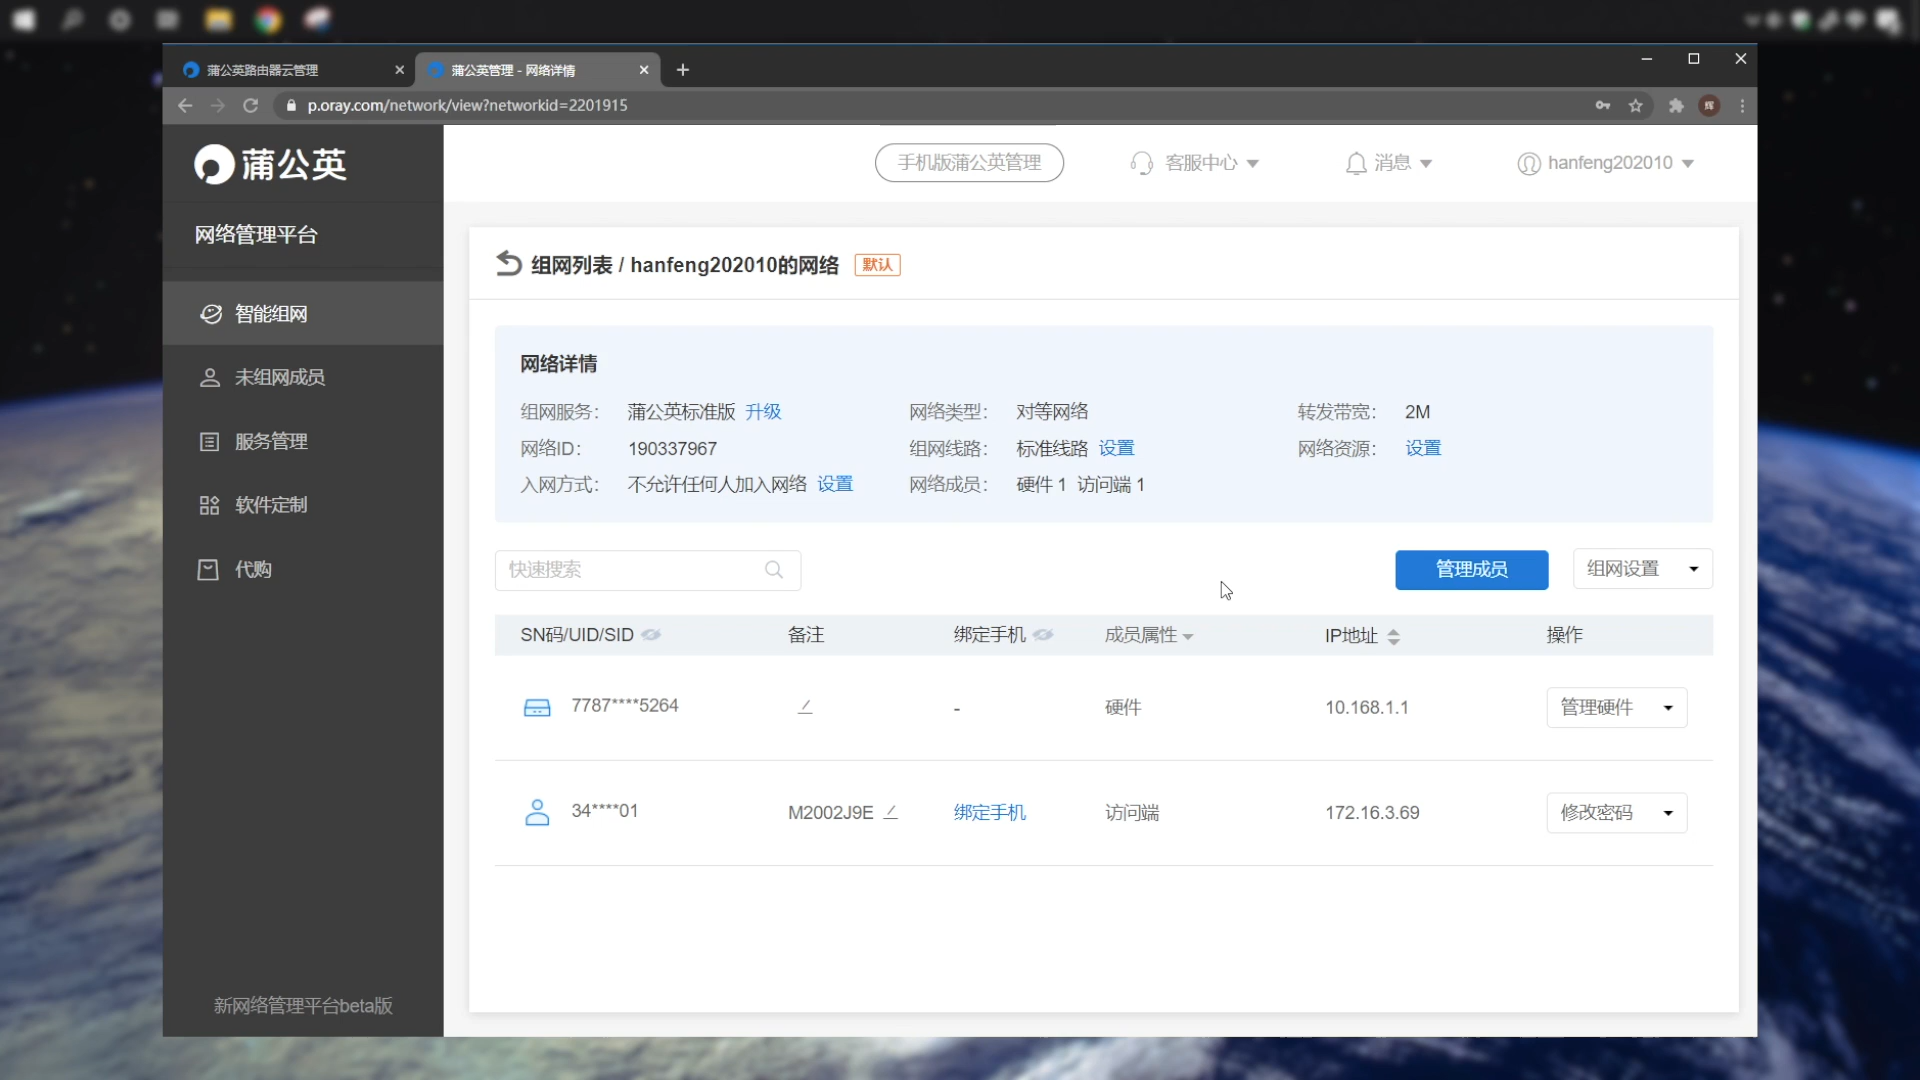 蒲公英路由器云管理
蒲公英管理 - 网络详情
p.oray.com/network/view?networkid=2201915
辉
蒲公英
手机版蒲公英管理
客服中心
消息
hanfeng202010
网络管理平台
智能组网
未组网成员
服务管理
软件定制
代购
新网络管理平台beta版
组网列表 / hanfeng202010的网络 默认
网络详情
组网服务: 蒲公英标准版 升级 网络类型: 对等网络 转发带宽: 2M
网络ID: 190337967 组网线路: 标准线路 设置 网络资源: 设置
入网方式: 不允许任何人加入网络 设置 网络成员: 硬件 1 访问端 1
快速搜索
管理成员
组网设置
SN码/UID/SID 备注 绑定手机 成员属性 IP地址 操作
7787****5264 - 硬件 10.168.1.1 管理硬件
34****01 M2002J9E 绑定手机 访问端 172.16.3.69 修改密码